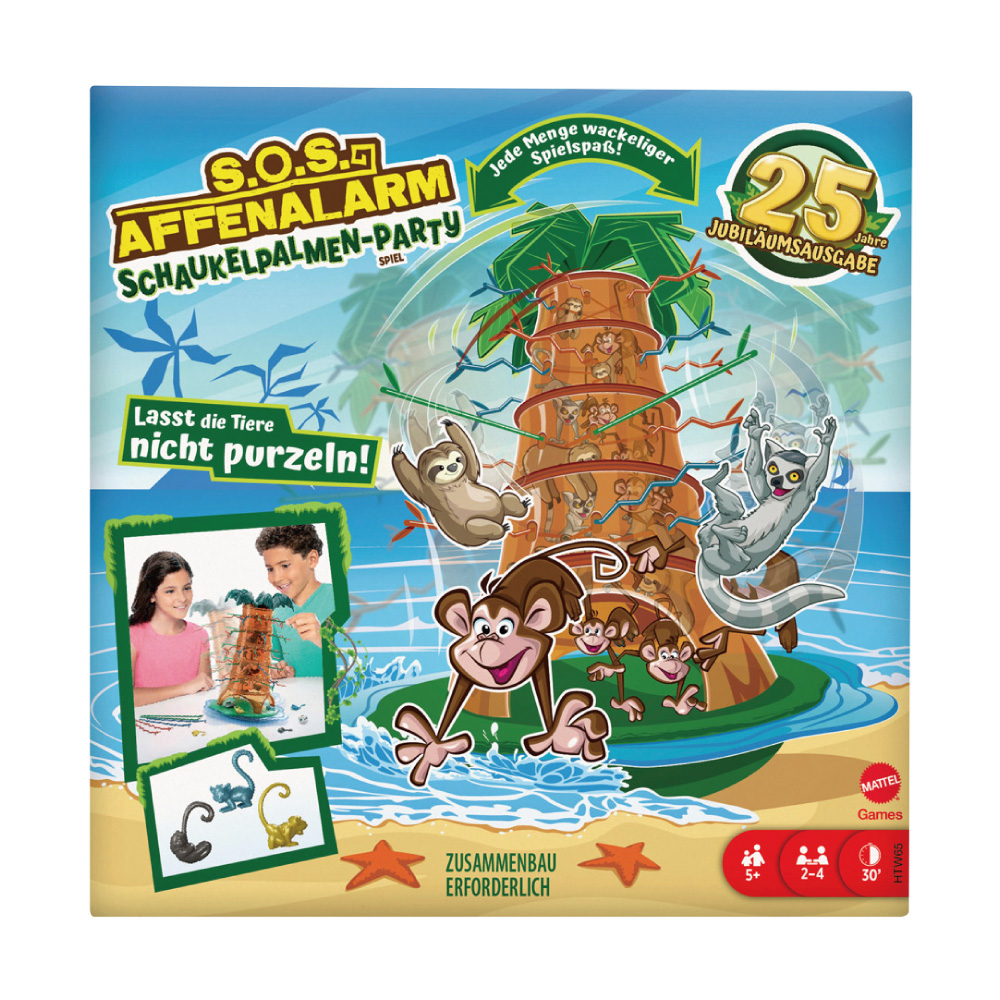 S.O.S.
AFFENALARM
SCHAUKELPALMEN-PARTY
SPIEL
Jede Menge wackeliger
Spielspaß!
25
Jahre
JUBILÄUMSAUSGABE
Lasst die Tiere
nicht purzeln!
MATTEL
Games
ZUSAMMENBAU
ERFORDERLICH
5+
2–4
30'
HTW65